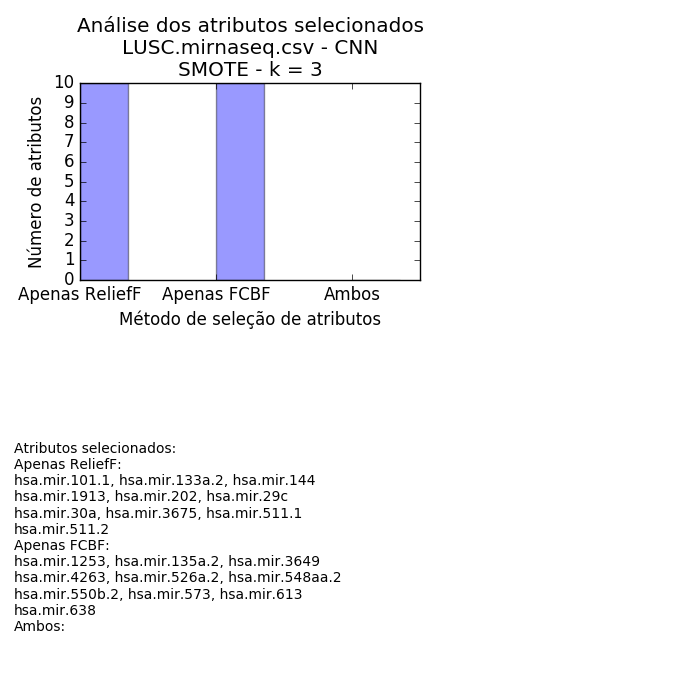 Análise dos atributos selecionados
LUSC.mirnaseq.csv - CNN
SMOTE - k = 3
10
9
8
7
6
5
4
3
2
1
0
Número de atributos
Apenas ReliefF
Apenas FCBF
Ambos
Método de seleção de atributos
Atributos selecionados:
Apenas ReliefF:
hsa.mir.101.1, hsa.mir.133a.2, hsa.mir.144
hsa.mir.1913, hsa.mir.202, hsa.mir.29c
hsa.mir.30a, hsa.mir.3675, hsa.mir.511.1
hsa.mir.511.2
Apenas FCBF:
hsa.mir.1253, hsa.mir.135a.2, hsa.mir.3649
hsa.mir.4263, hsa.mir.526a.2, hsa.mir.548aa.2
hsa.mir.550b.2, hsa.mir.573, hsa.mir.613
hsa.mir.638
Ambos: